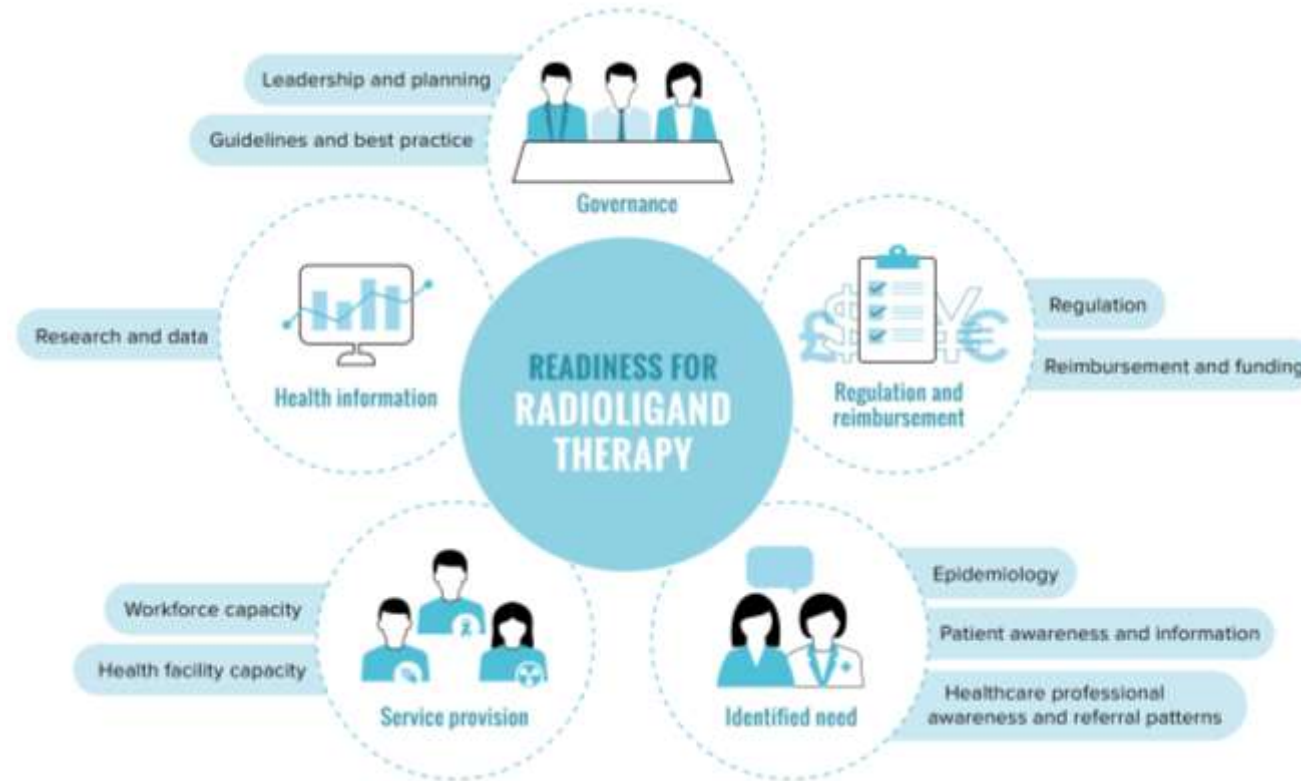 Leadership and planning
Guidelines and best practice
Governance
Research and data
Health information
READINESS FOR
RADIOLIGAND
THERAPY
£$¥€
Regulation and
reimbursement
Regulation
Reimbursement and funding
Workforce capacity
Health facility capacity
Service provision
Identified need
Epidemiology
Patient awareness and information
Healthcare professional
awareness and referral patterns